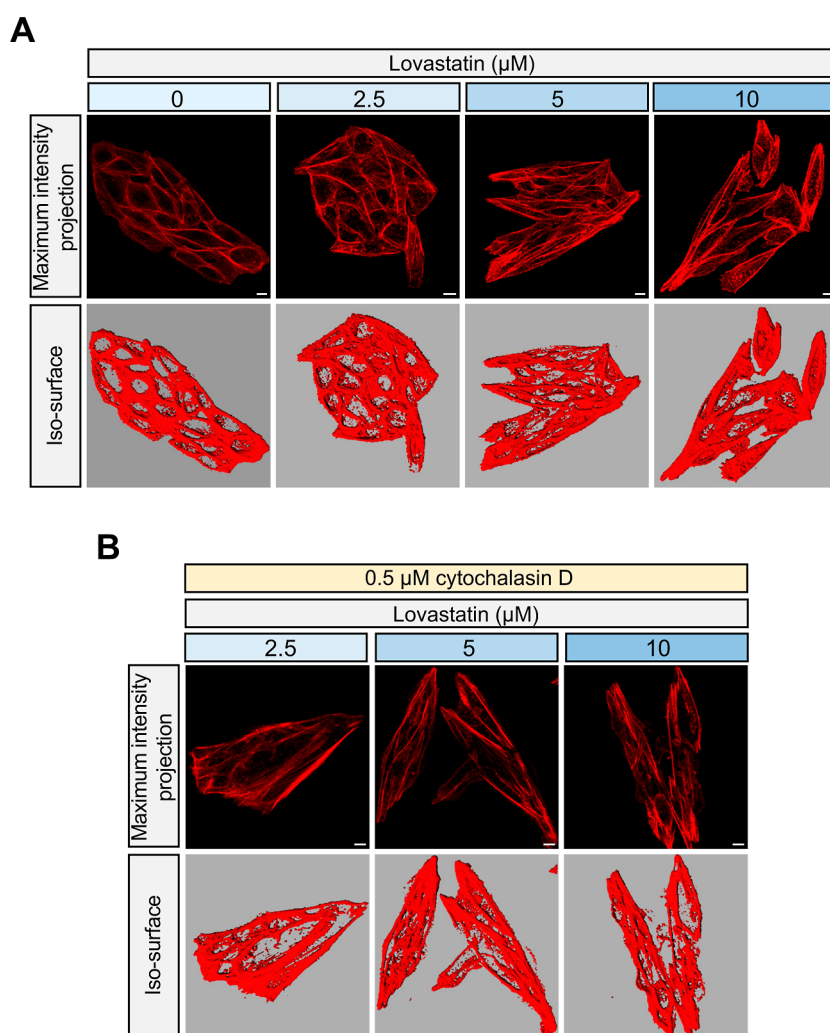 A
Lovastatin (µM)
0
2.5
5
10
Maximum intensity
projection
Iso-surface
B
0.5 µM cytochalasin D
Lovastatin (µM)
2.5
5
10
Maximum intensity
projection
Iso-surface